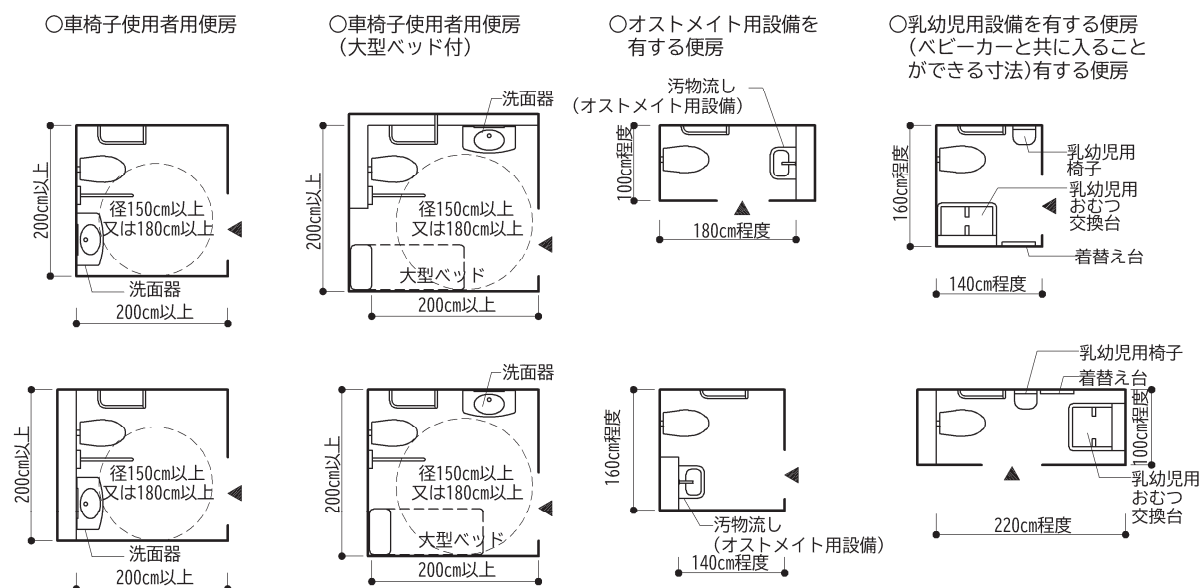 ○車椅子使用者用便房
200cm以上
径150cm以上
又は180cm以上
洗面器
200cm以上
○車椅子使用者用便房
(大型ベッド付)
洗面器
200cm以上
径150cm以上
又は180cm以上
大型ベッド
200cm以上
○オストメイト用設備を
有する便房
汚物流し
(オストメイト用設備)
100cm程度
180cm程度
○乳幼児用設備を有する便房
(ベビーカーと共に入ること
ができる寸法)有する便房
160cm程度
乳幼児用
椅子
乳幼児用
おむつ
交換台
着替え台
140cm程度
200cm以上
径150cm以上
又は180cm以上
洗面器
200cm以上
洗面器
200cm以上
径150cm以上
又は180cm以上
大型ベッド
200cm以上
160cm程度
汚物流し
(オストメイト用設備)
140cm程度
乳幼児用椅子
着替え台
100cm程度
乳幼児用
おむつ
交換台
220cm程度